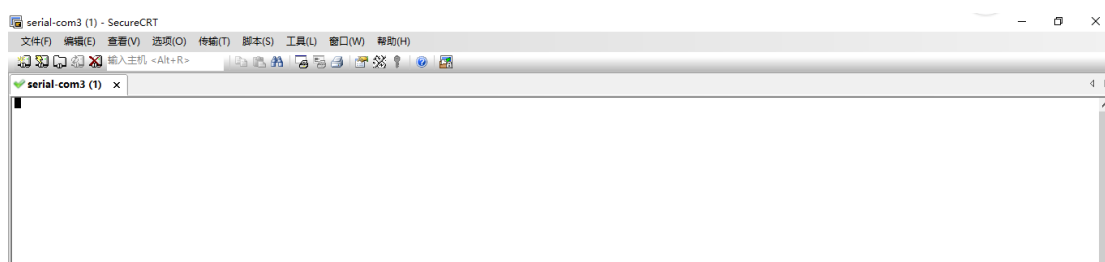 serial-com3 (1) - SecureCRT
文件(F) 编辑(E) 查看(V) 选项(O) 传输(T) 脚本(S) 工具(L) 窗口(W) 帮助(H)
输入主机 <Alt+R>
serial-com3 (1)